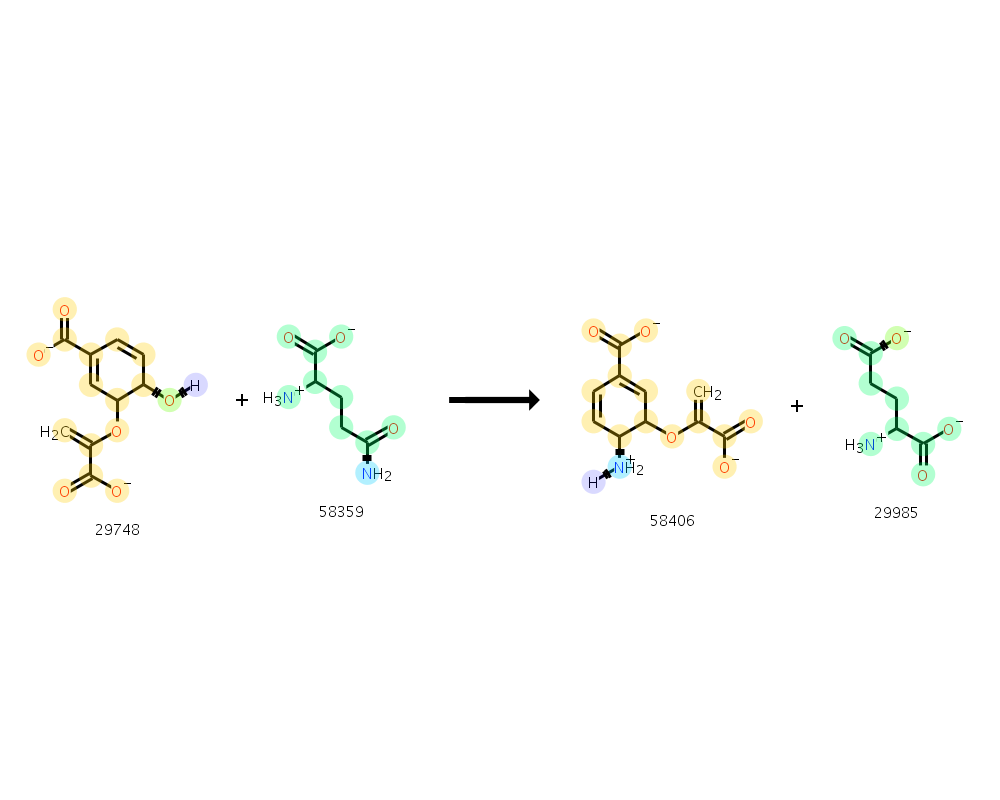 O
O⁻
H₂C
O
O
O⁻
O
H
29748
+
O
O⁻
H₃N⁺
O
NH₂
58359
O
O⁻
CH₂
O
O
O⁻
NH₂⁺
H
58406
+
O
O⁻
H₃N⁺
O⁻
O
29985